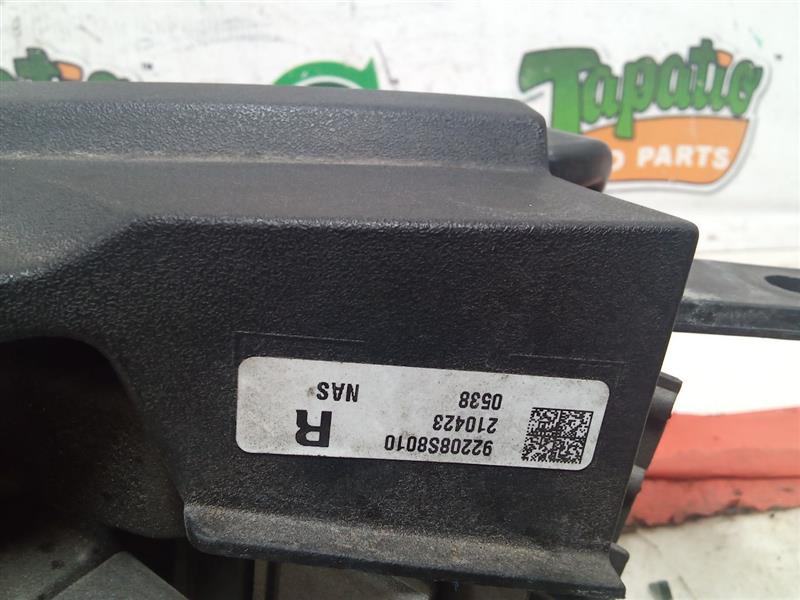 Tapatio
PARTS
92208S8010
210423
0538
R
NAS